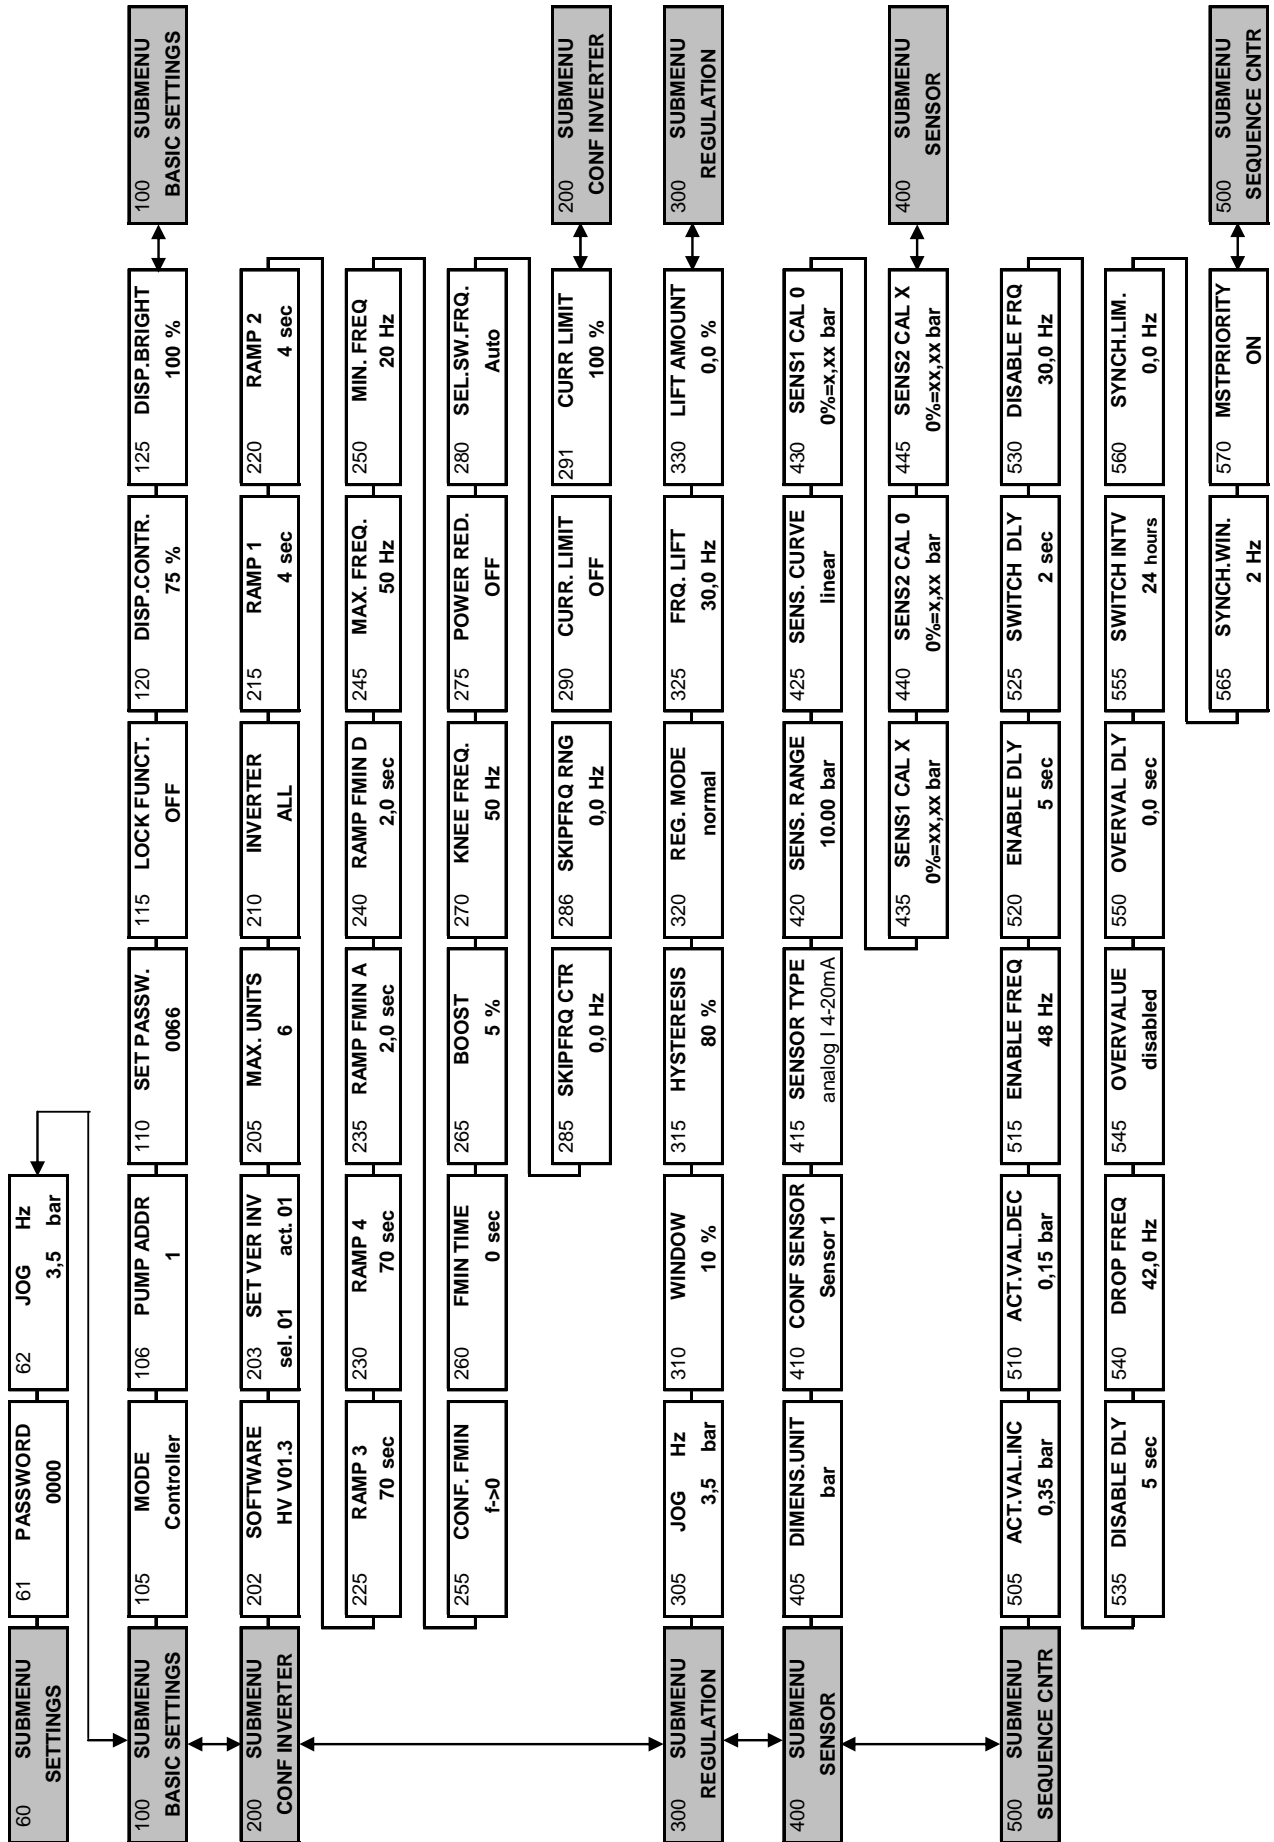 60 SUBMENU
SETTINGS
61 PASSWORD
0000
62 JOG Hz
3,5 bar
100 SUBMENU
BASIC SETTINGS
105 MODE
Controller
106 PUMP ADDR
1
110 SET PASSW.
0066
115 LOCK FUNCT.
OFF
120 DISP.CONTR.
75 %
125 DISP.BRIGHT
100 %
100 SUBMENU
BASIC SETTINGS
200 SUBMENU
CONF INVERTER
202 SOFTWARE
HV V01.3
203 SET VER INV
sel. 01 act. 01
205 MAX. UNITS
6
210 INVERTER
ALL
215 RAMP 1
4 sec
220 RAMP 2
4 sec
225 RAMP 3
70 sec
230 RAMP 4
70 sec
235 RAMP FMIN A
2,0 sec
240 RAMP FMIN D
2,0 sec
245 MAX. FREQ.
50 Hz
250 MIN. FREQ
20 Hz
255 CONF. FMIN
f->0
260 FMIN TIME
0 sec
265 BOOST
5 %
270 KNEE FREQ.
50 Hz
275 POWER RED.
OFF
280 SEL.SW.FRQ.
Auto
285 SKIPFRQ CTR
0,0 Hz
286 SKIPFRQ RNG
0,0 Hz
290 CURR. LIMIT
OFF
291 CURR LIMIT
100 %
200 SUBMENU
CONF INVERTER
300 SUBMENU
REGULATION
305 JOG Hz
3,5 bar
310 WINDOW
10 %
315 HYSTERESIS
80 %
320 REG. MODE
normal
325 FRQ. LIFT
30,0 Hz
330 LIFT AMOUNT
0,0 %
300 SUBMENU
REGULATION
400 SUBMENU
SENSOR
405 DIMENS.UNIT
bar
410 CONF SENSOR
Sensor 1
415 SENSOR TYPE
analog I 4-20mA
420 SENS. RANGE
10.00 bar
425 SENS. CURVE
linear
430 SENS1 CAL 0
0%=x,xx bar
435 SENS1 CAL X
0%=xx,xx bar
440 SENS2 CAL 0
0%=x,xx bar
445 SENS2 CAL X
0%=xx,xx bar
400 SUBMENU
SENSOR
500 SUBMENU
SEQUENCE CNTR
505 ACT.VAL.INC
0,35 bar
510 ACT.VAL.DEC
0,15 bar
515 ENABLE FREQ
48 Hz
520 ENABLE DLY
5 sec
525 SWITCH DLY
2 sec
530 DISABLE FRQ
30,0 Hz
535 DISABLE DLY
5 sec
540 DROP FREQ
42,0 Hz
545 OVERVALUE
disabled
550 OVERVAL DLY
0,0 sec
555 SWITCH INTV
24 hours
560 SYNCH.LIM.
0,0 Hz
565 SYNCH.WIN.
2 Hz
570 MSTPRIORITY
ON
500 SUBMENU
SEQUENCE CNTR